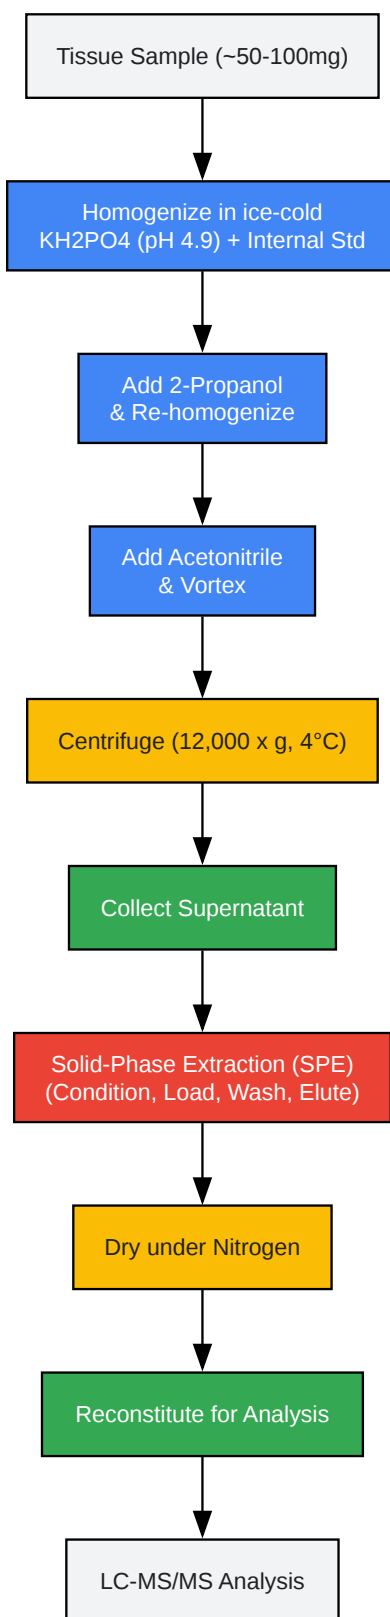 Tissue Sample (~50-100mg)
Homogenize in ice-cold
KH2PO4 (pH 4.9) + Internal Std
Add 2-Propanol
& Re-homogenize
Add Acetonitrile
& Vortex
Centrifuge (12,000 x g, 4°C)
Collect Supernatant
Solid-Phase Extraction (SPE)
(Condition, Load, Wash, Elute)
Dry under Nitrogen
Reconstitute for Analysis
LC-MS/MS Analysis